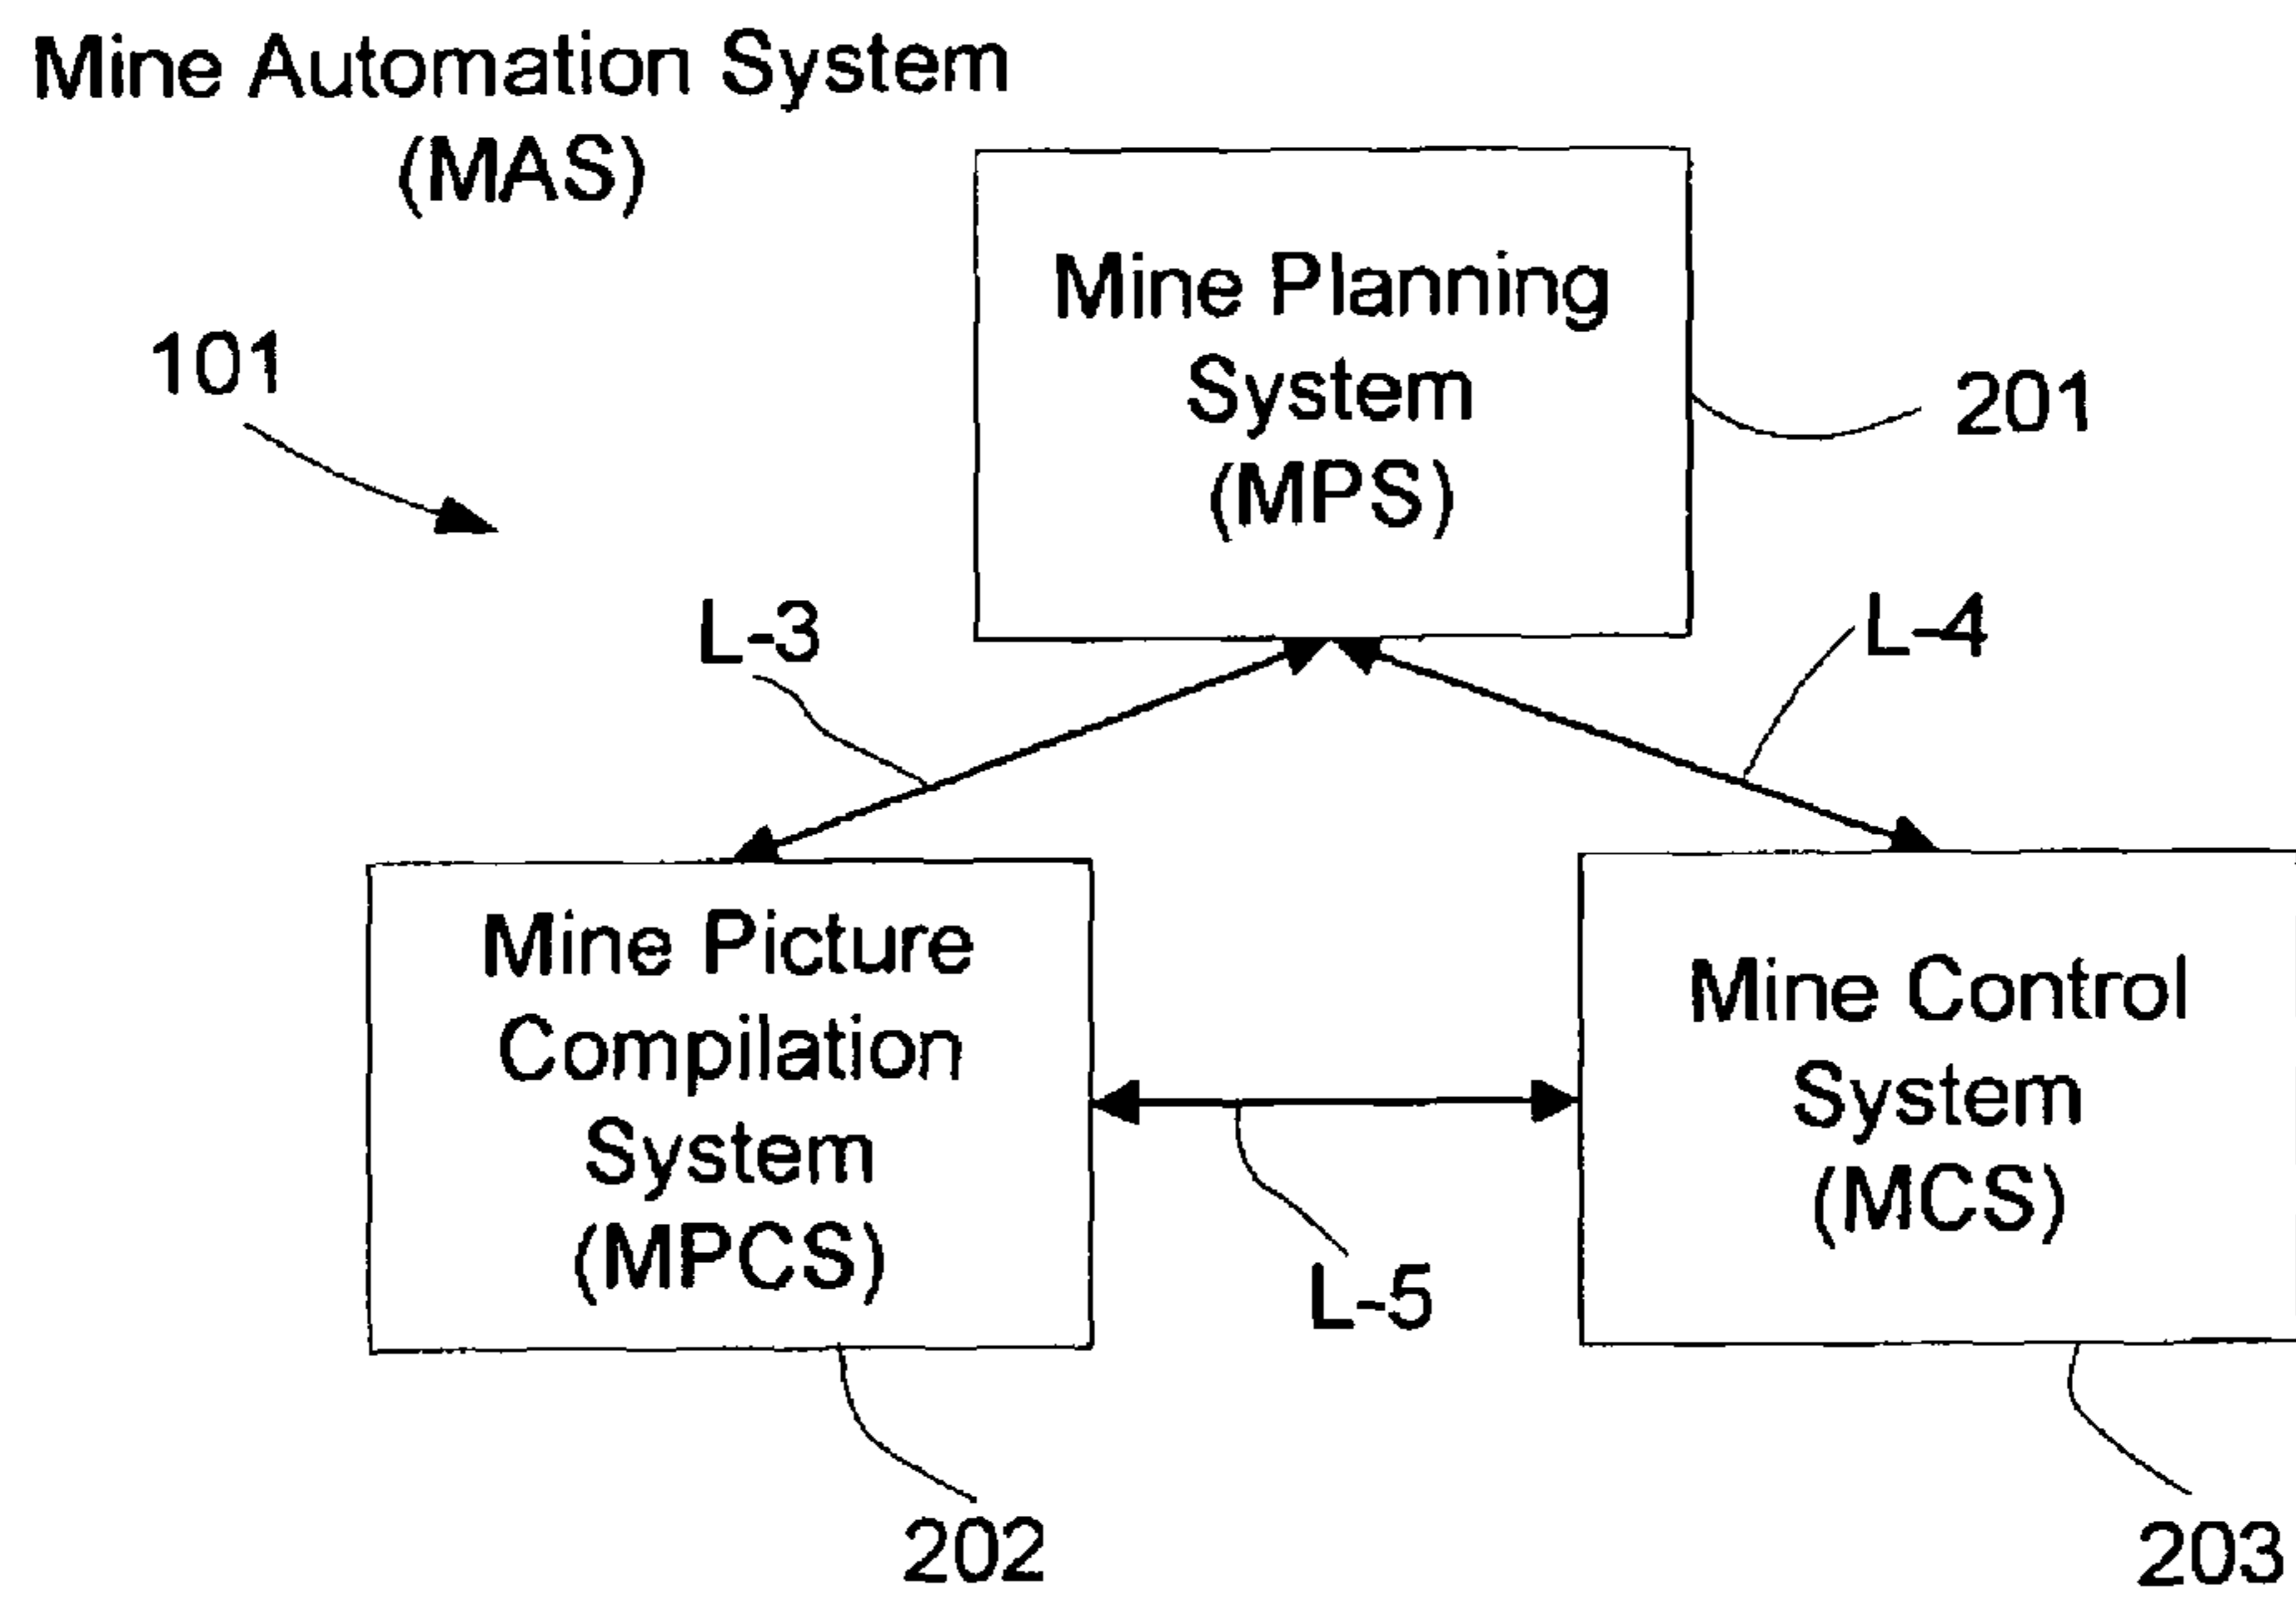 Mine Automation System
(MAS)
101
Mine Planning
System
(MPS)
201
L-3
L-4
Mine Picture
Compilation
System
(MPCS)
Mine Control
System
(MCS)
L-5
202
203